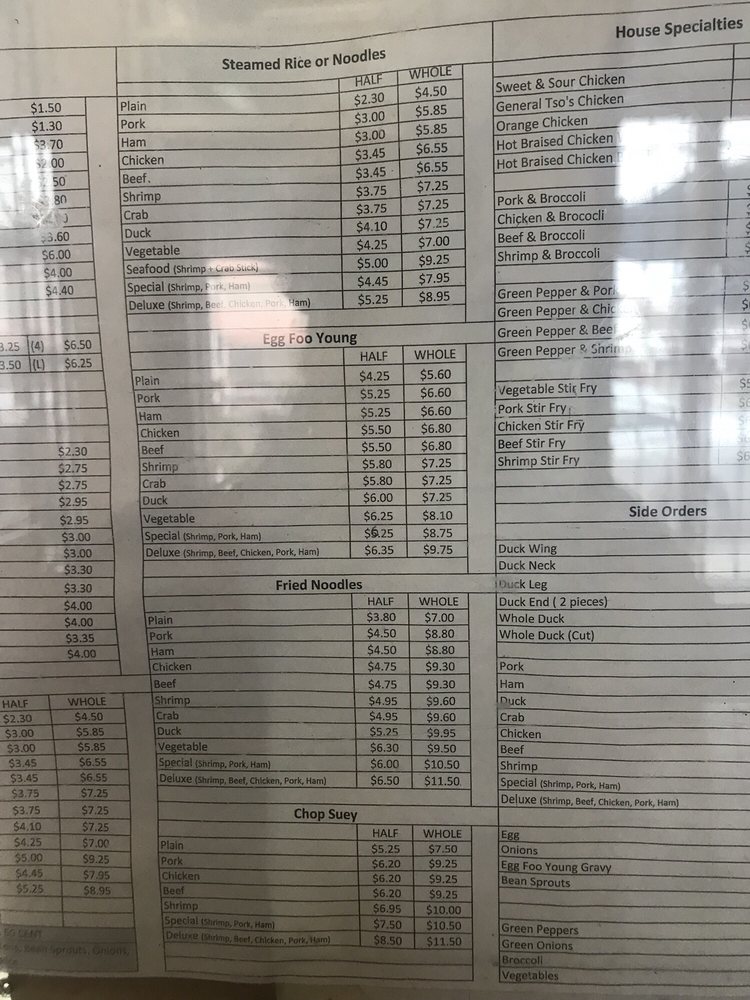 $1.50
$1.30
$3.70
$3.60
$6.00
$4.00
$4.40
(4) $6.50
(L) $6.25
$2.30
$2.75
$2.75
$2.95
$2.95
$3.00
$3.00
$3.30
$3.30
$4.00
$4.00
$3.35
$4.00
HALF WHOLE
$2.30 $4.50
$3.00 $5.85
$3.00 $5.85
$3.45 $6.55
$3.45 $6.55
$3.75 $7.25
$3.75 $7.25
$4.10 $7.25
$4.25 $7.00
$5.00 $9.25
$4.45 $7.95
$5.25 $8.95
Bean Sprouts, Onions,
Steamed Rice or Noodles
HALF WHOLE
Plain $2.30 $4.50
Pork $3.00 $5.85
Ham $3.00 $5.85
Chicken $3.45 $6.55
Beef. $3.45 $6.55
Shrimp $3.75 $7.25
Crab $3.75 $7.25
Duck $4.10 $7.25
Vegetable $4.25 $7.00
Seafood (Shrimp + Crab Stick) $5.00 $9.25
Special (Shrimp, Pork, Ham) $4.45 $7.95
Deluxe (Shrimp, Beef, Chicken, Pork, Ham) $5.25 $8.95
Egg Foo Young
HALF WHOLE
Plain $4.25 $5.60
Pork $5.25 $6.60
Ham $5.25 $6.60
Chicken $5.50 $6.80
Beef $5.50 $6.80
Shrimp $5.80 $7.25
Crab $5.80 $7.25
Duck $6.00 $7.25
Vegetable $6.25 $8.10
Special (Shrimp, Pork, Ham) $6.25 $8.75
Deluxe (Shrimp, Beef, Chicken, Pork, Ham) $6.35 $9.75
Fried Noodles
HALF WHOLE
Plain $3.80 $7.00
Pork $4.50 $8.80
Ham $4.50 $8.80
Chicken $4.75 $9.30
Beef $4.75 $9.30
Shrimp $4.95 $9.60
Crab $4.95 $9.60
Duck $5.25 $9.95
Vegetable $6.30 $9.50
Special (Shrimp, Pork, Ham) $6.00 $10.50
Deluxe (Shrimp, Beef, Chicken, Pork, Ham) $6.50 $11.50
Chop Suey
HALF WHOLE
Plain $5.25 $7.50
Pork $6.20 $9.25
Chicken $6.20 $9.25
Beef $6.20 $9.25
Shrimp $6.95 $10.00
Special (Shrimp, Pork, Ham) $7.50 $10.50
Deluxe (Shrimp, Beef, Chicken, Pork, Ham) $8.50 $11.50
House Specialties
Sweet & Sour Chicken
General Tso's Chicken
Orange Chicken
Hot Braised Chicken
Hot Braised Chicken
Pork & Broccoli
Chicken & Brococli
Beef & Broccoli
Shrimp & Broccoli
Green Pepper & Pork
Green Pepper & Chic
Green Pepper & Beef
Green Pepper & Shrimp
Vegetable Stir Fry
Pork Stir Fry
Chicken Stir Fry
Beef Stir Fry
Shrimp Stir Fry
Side Orders
Duck Wing
Duck Neck
Duck Leg
Duck End ( 2 pieces)
Whole Duck
Whole Duck (Cut)
Pork
Ham
Duck
Crab
Chicken
Beef
Shrimp
Special (Shrimp, Pork, Ham)
Deluxe (Shrimp, Beef, Chicken, Pork, Ham)
Egg
Onions
Egg Foo Young Gravy
Bean Sprouts
Green Peppers
Green Onions
Broccoli
Vegetables